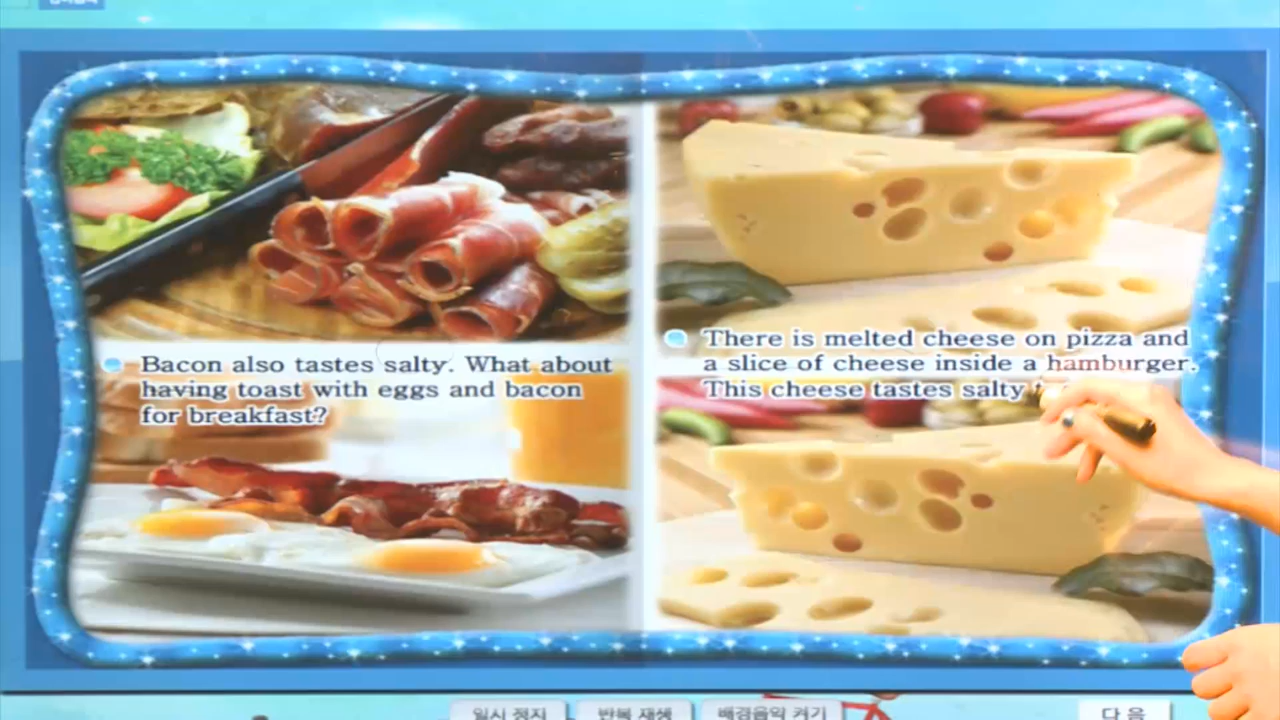 Bacon also tastes salty. What about
having toast with eggs and bacon
for breakfast?
There is melted cheese on pizza and
a slice of cheese inside a hamburger.
This cheese tastes salty
일시 정지
반복 재생
배경음악 켜기
다 음